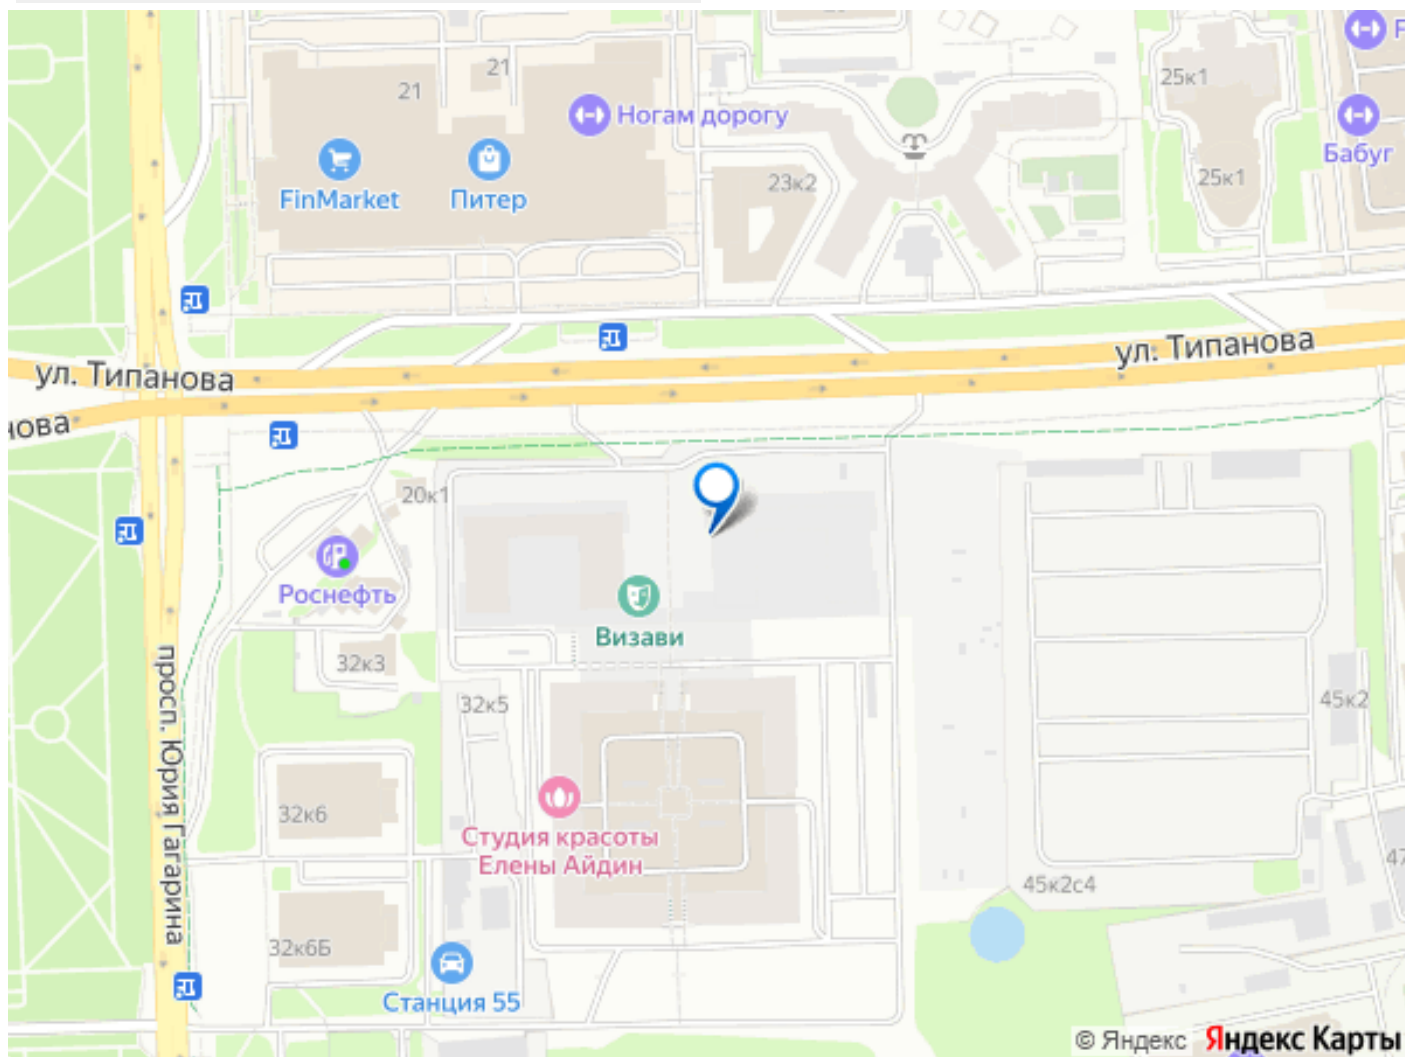 21
21
Ногам дорогу
FinMarket
Питер
23к2
25к1
25к1
Бабуг
ул. Типанова
ул. Типанова
20к1
Роснефть
Визави
32к3
32к5
45к2
просп. Юрия Гагарина
32к6
Студия красоты
Елены Айдин
45к2с4
47
32к6Б
Станция 55
© Яндекс Яндекс Карты